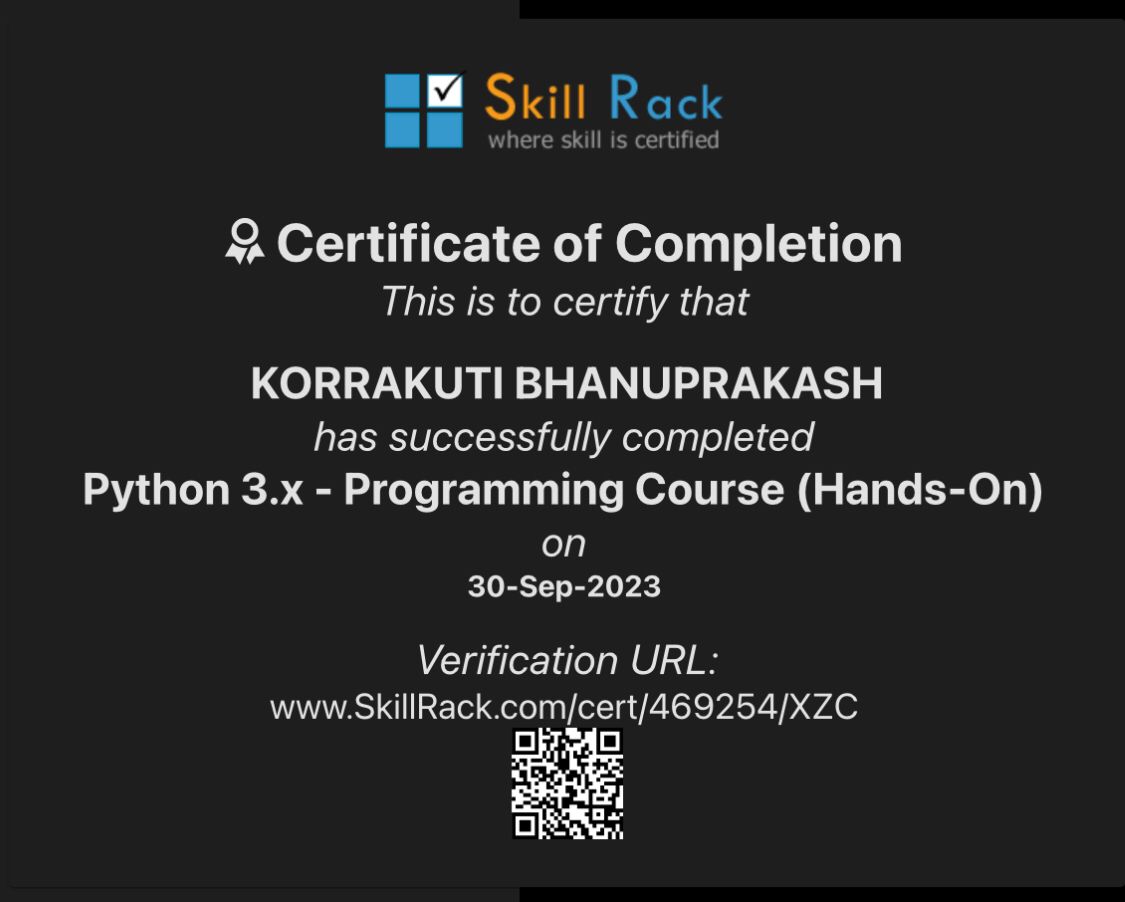 Skill Rack
where skill is certified
Certificate of Completion
This is to certify that
KORRAKUTI BHANUPRAKASH
has successfully completed
Python 3.x - Programming Course (Hands-On)
on
30-Sep-2023
Verification URL:
www.SkillRack.com/cert/469254/XZC